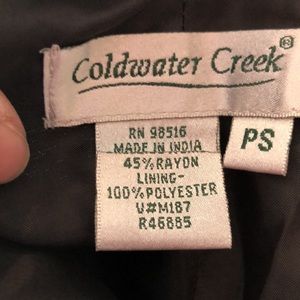 Coldwater Creek®
PS
RN 98516
MADE IN INDIA
45% RAYON
LINING-
100% POLYESTER
V#M187
R46885